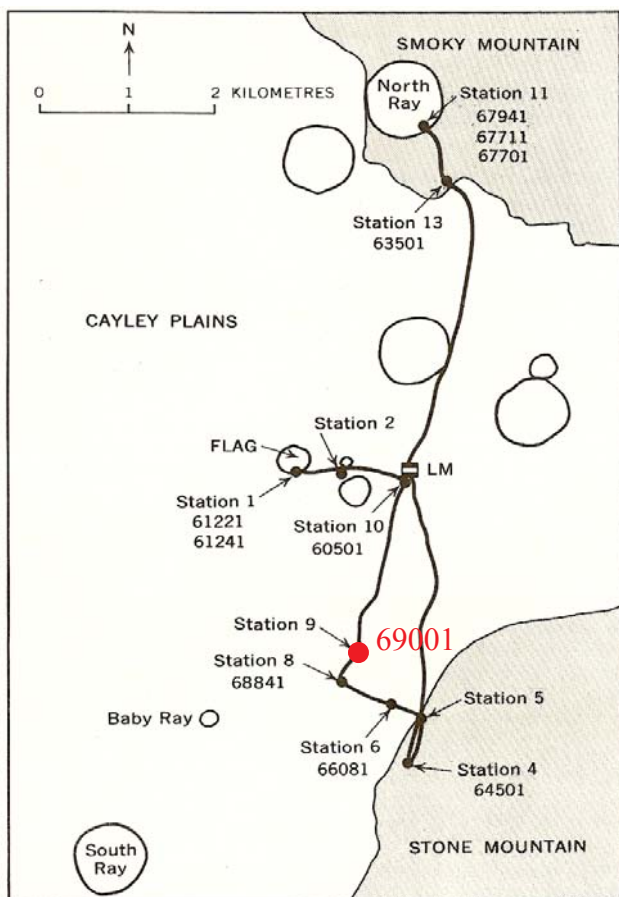 SMOKY MOUNTAIN
N
0 1 2 KILOMETRES
North
Ray
Station 11
67941
67711
67701
Station 13
63501
CAYLEY PLAINS
Station 2
FLAG
LM
Station 1
61221
61241
Station 10
60501
Station 9
69001
Station 8
68841
Baby Ray
Station 5
Station 6
66081
Station 4
64501
South
Ray
STONE MOUNTAIN